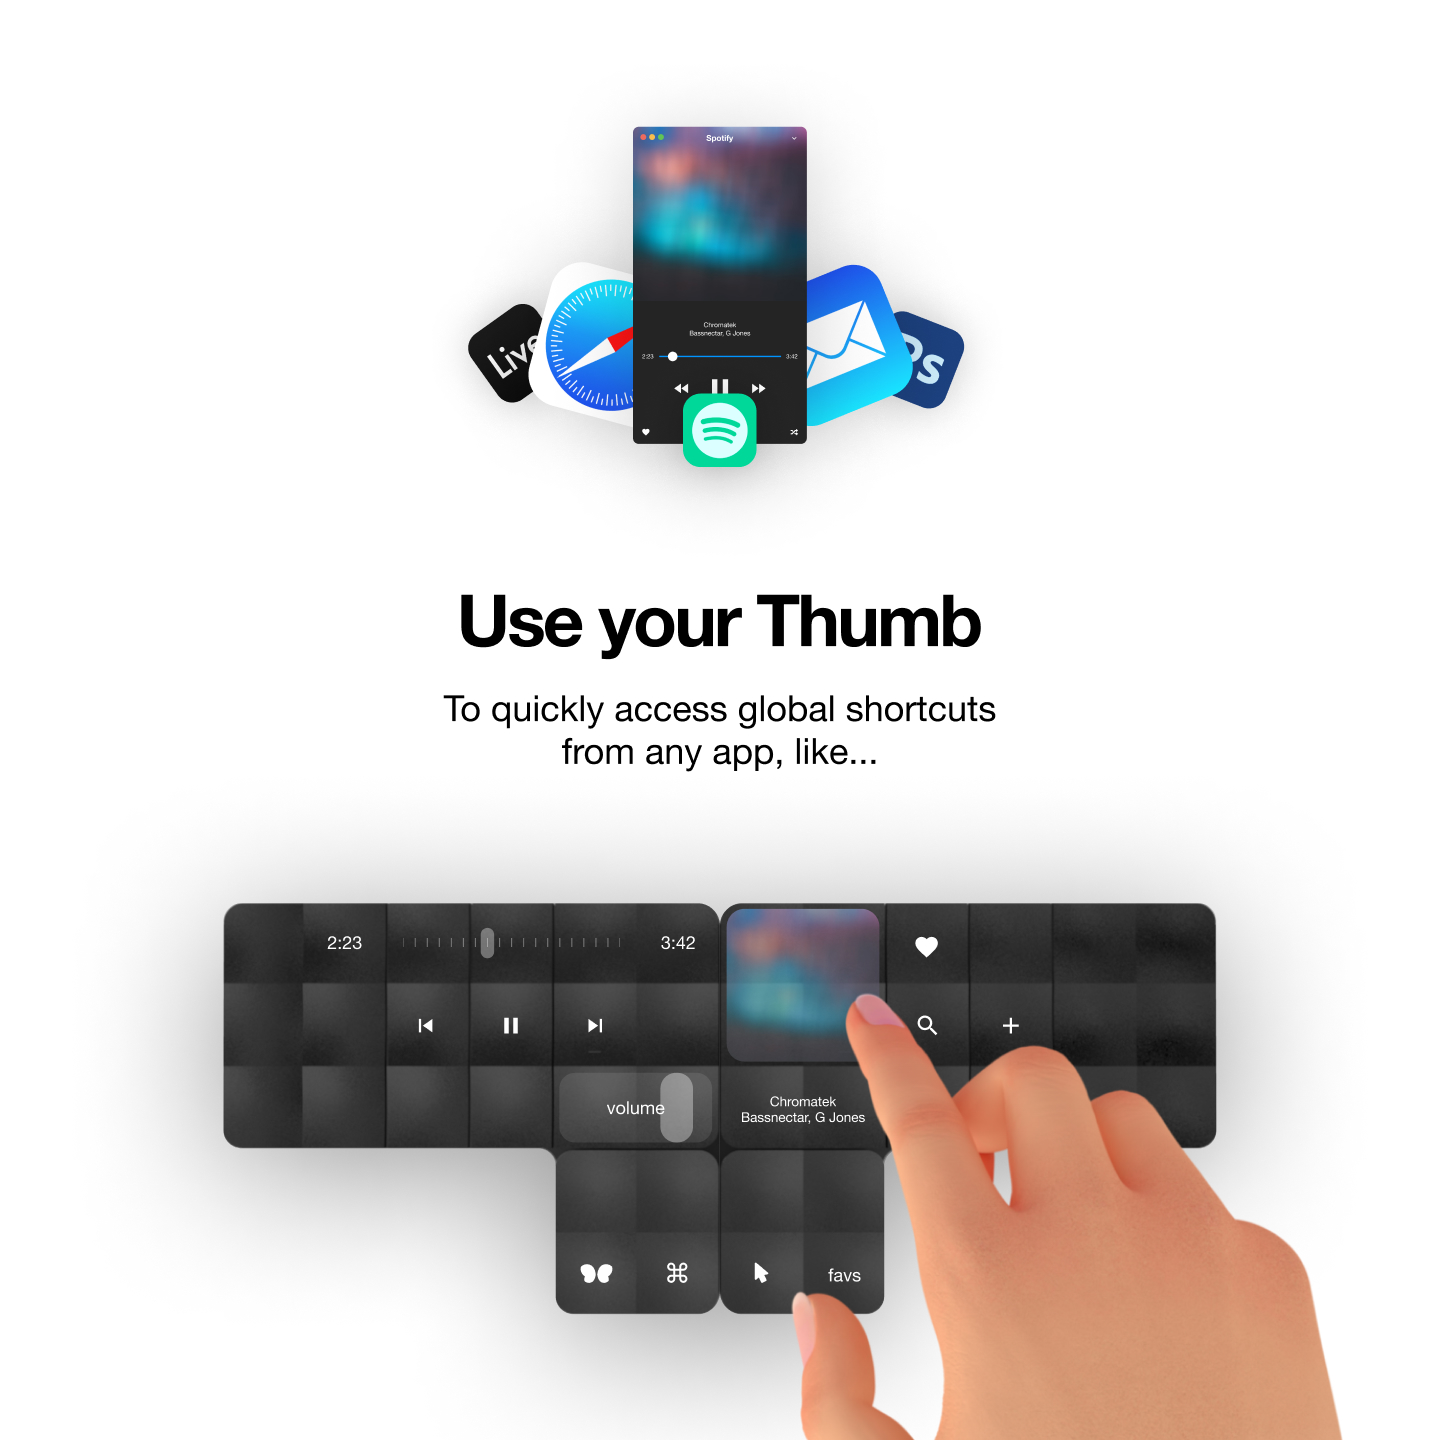 Spotify
Chromatek
Bassnectar, G Jones
2:23
3:42
Live
Ps
Use your Thumb
To quickly access global shortcuts
from any app, like...
2:23
3:42
volume
Chromatek
Bassnectar, G Jones
favs